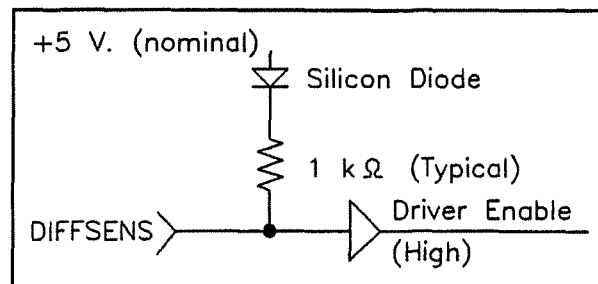 +5 V. (nominal)
Silicon Diode
1 kΩ (Typical)
DIFFSENS
Driver Enable
(High)